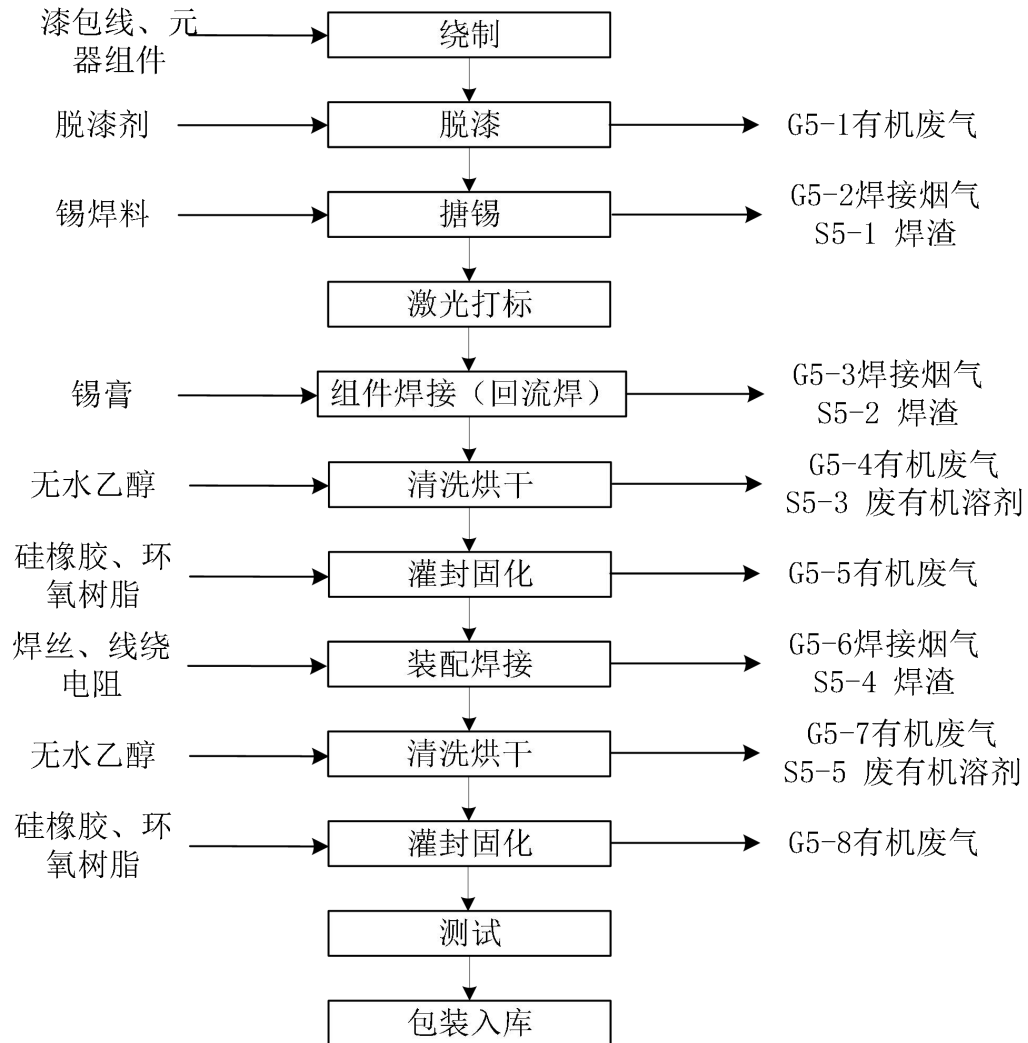 漆包线、元
器组件
绕制
脱漆剂
脱漆
G5-1有机废气
锡焊料
搪锡
G5-2焊接烟气
S5-1 焊渣
激光打标
锡膏
组件焊接（回流焊）
G5-3焊接烟气
S5-2 焊渣
无水乙醇
清洗烘干
G5-4有机废气
S5-3 废有机溶剂
硅橡胶、环
氧树脂
灌封固化
G5-5有机废气
焊丝、线绕
电阻
装配焊接
G5-6焊接烟气
S5-4 焊渣
无水乙醇
清洗烘干
G5-7有机废气
S5-5 废有机溶剂
硅橡胶、环
氧树脂
灌封固化
G5-8有机废气
测试
包装入库